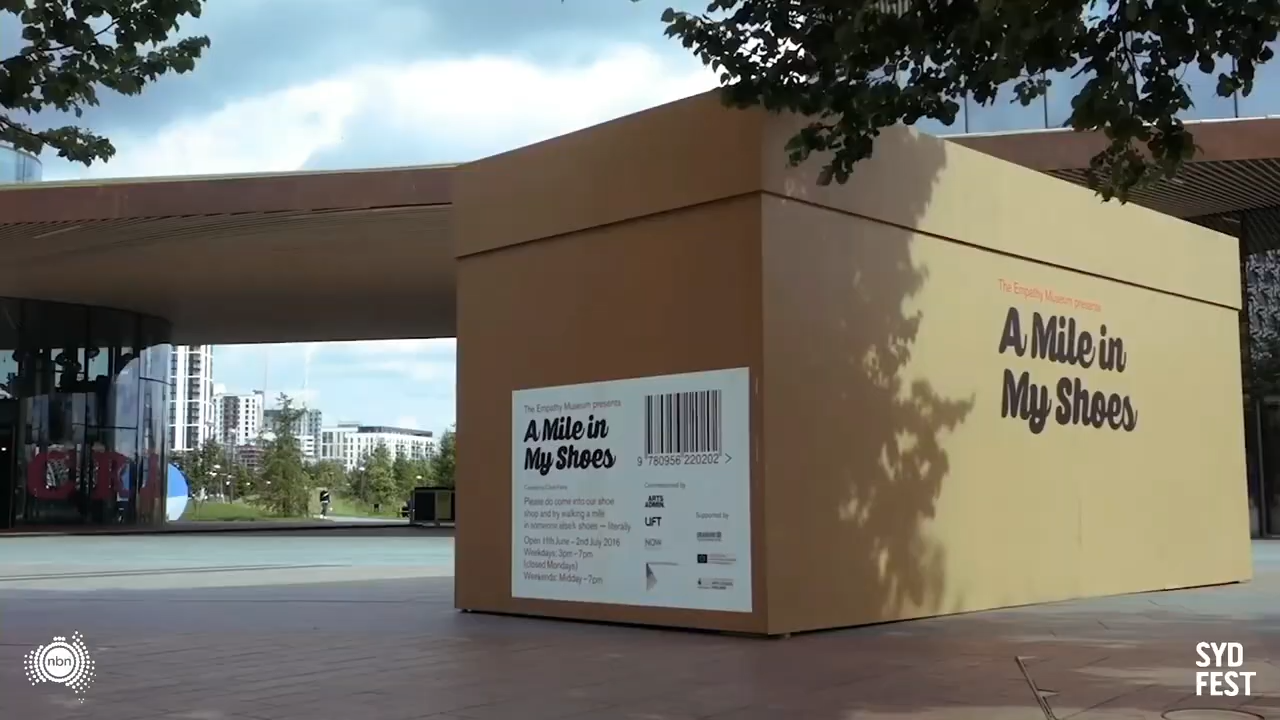 The Empathy Museum presents
A Mile in
My Shoes
The Empathy Museum presents
A Mile in
My Shoes
9 780956 220202 >
Please do come into our shoe
shop and try walking a mile
in someone else's shoes – literally
Open 11th June – 2nd July 2016
Weekdays: 3pm – 7pm
(closed Mondays)
Weekends: Midday – 7pm
Commissioned by
ARTS
ADMIN
LIFT
NOW
Supported by
nbn
SYD
FEST